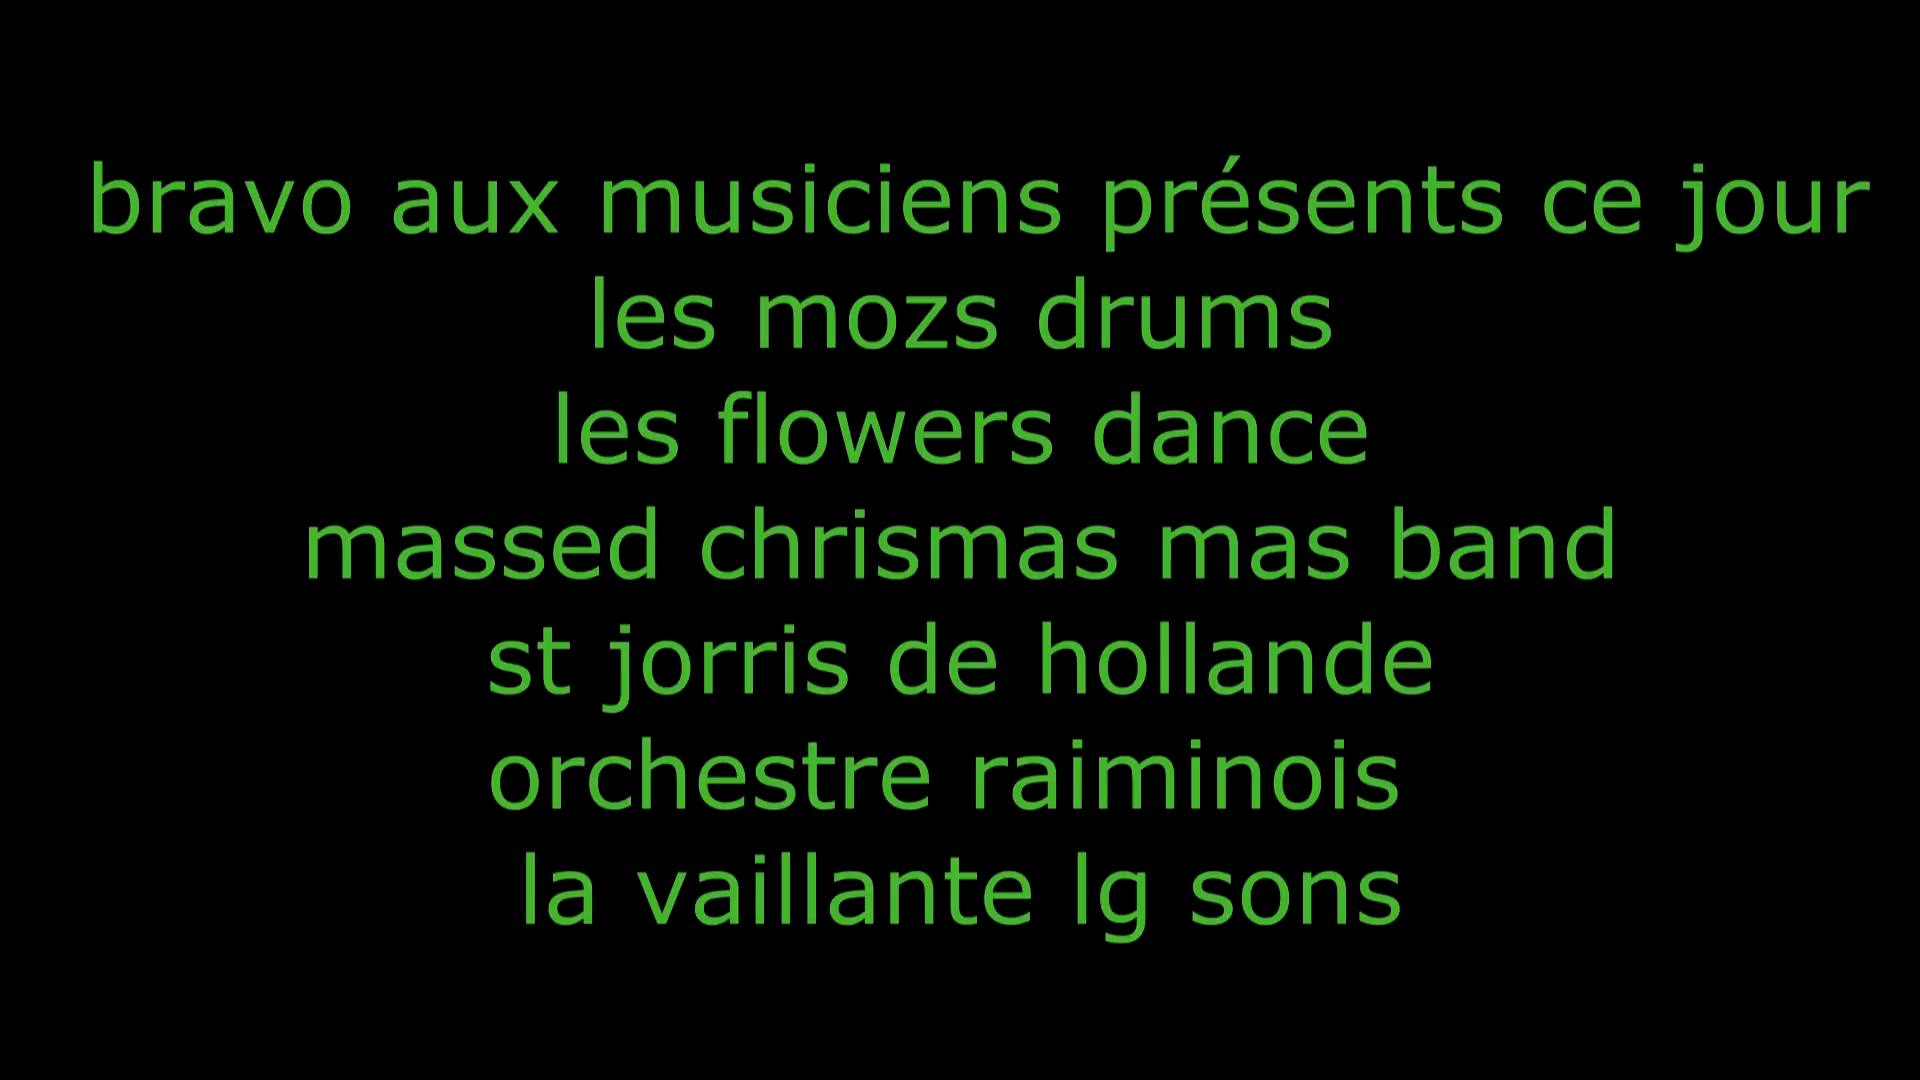 bravo aux musiciens présents ce jour
les mozs drums
les flowers dance
massed chrismas mas band
st jorris de hollande
orchestre raiminois
la vaillante lg sons